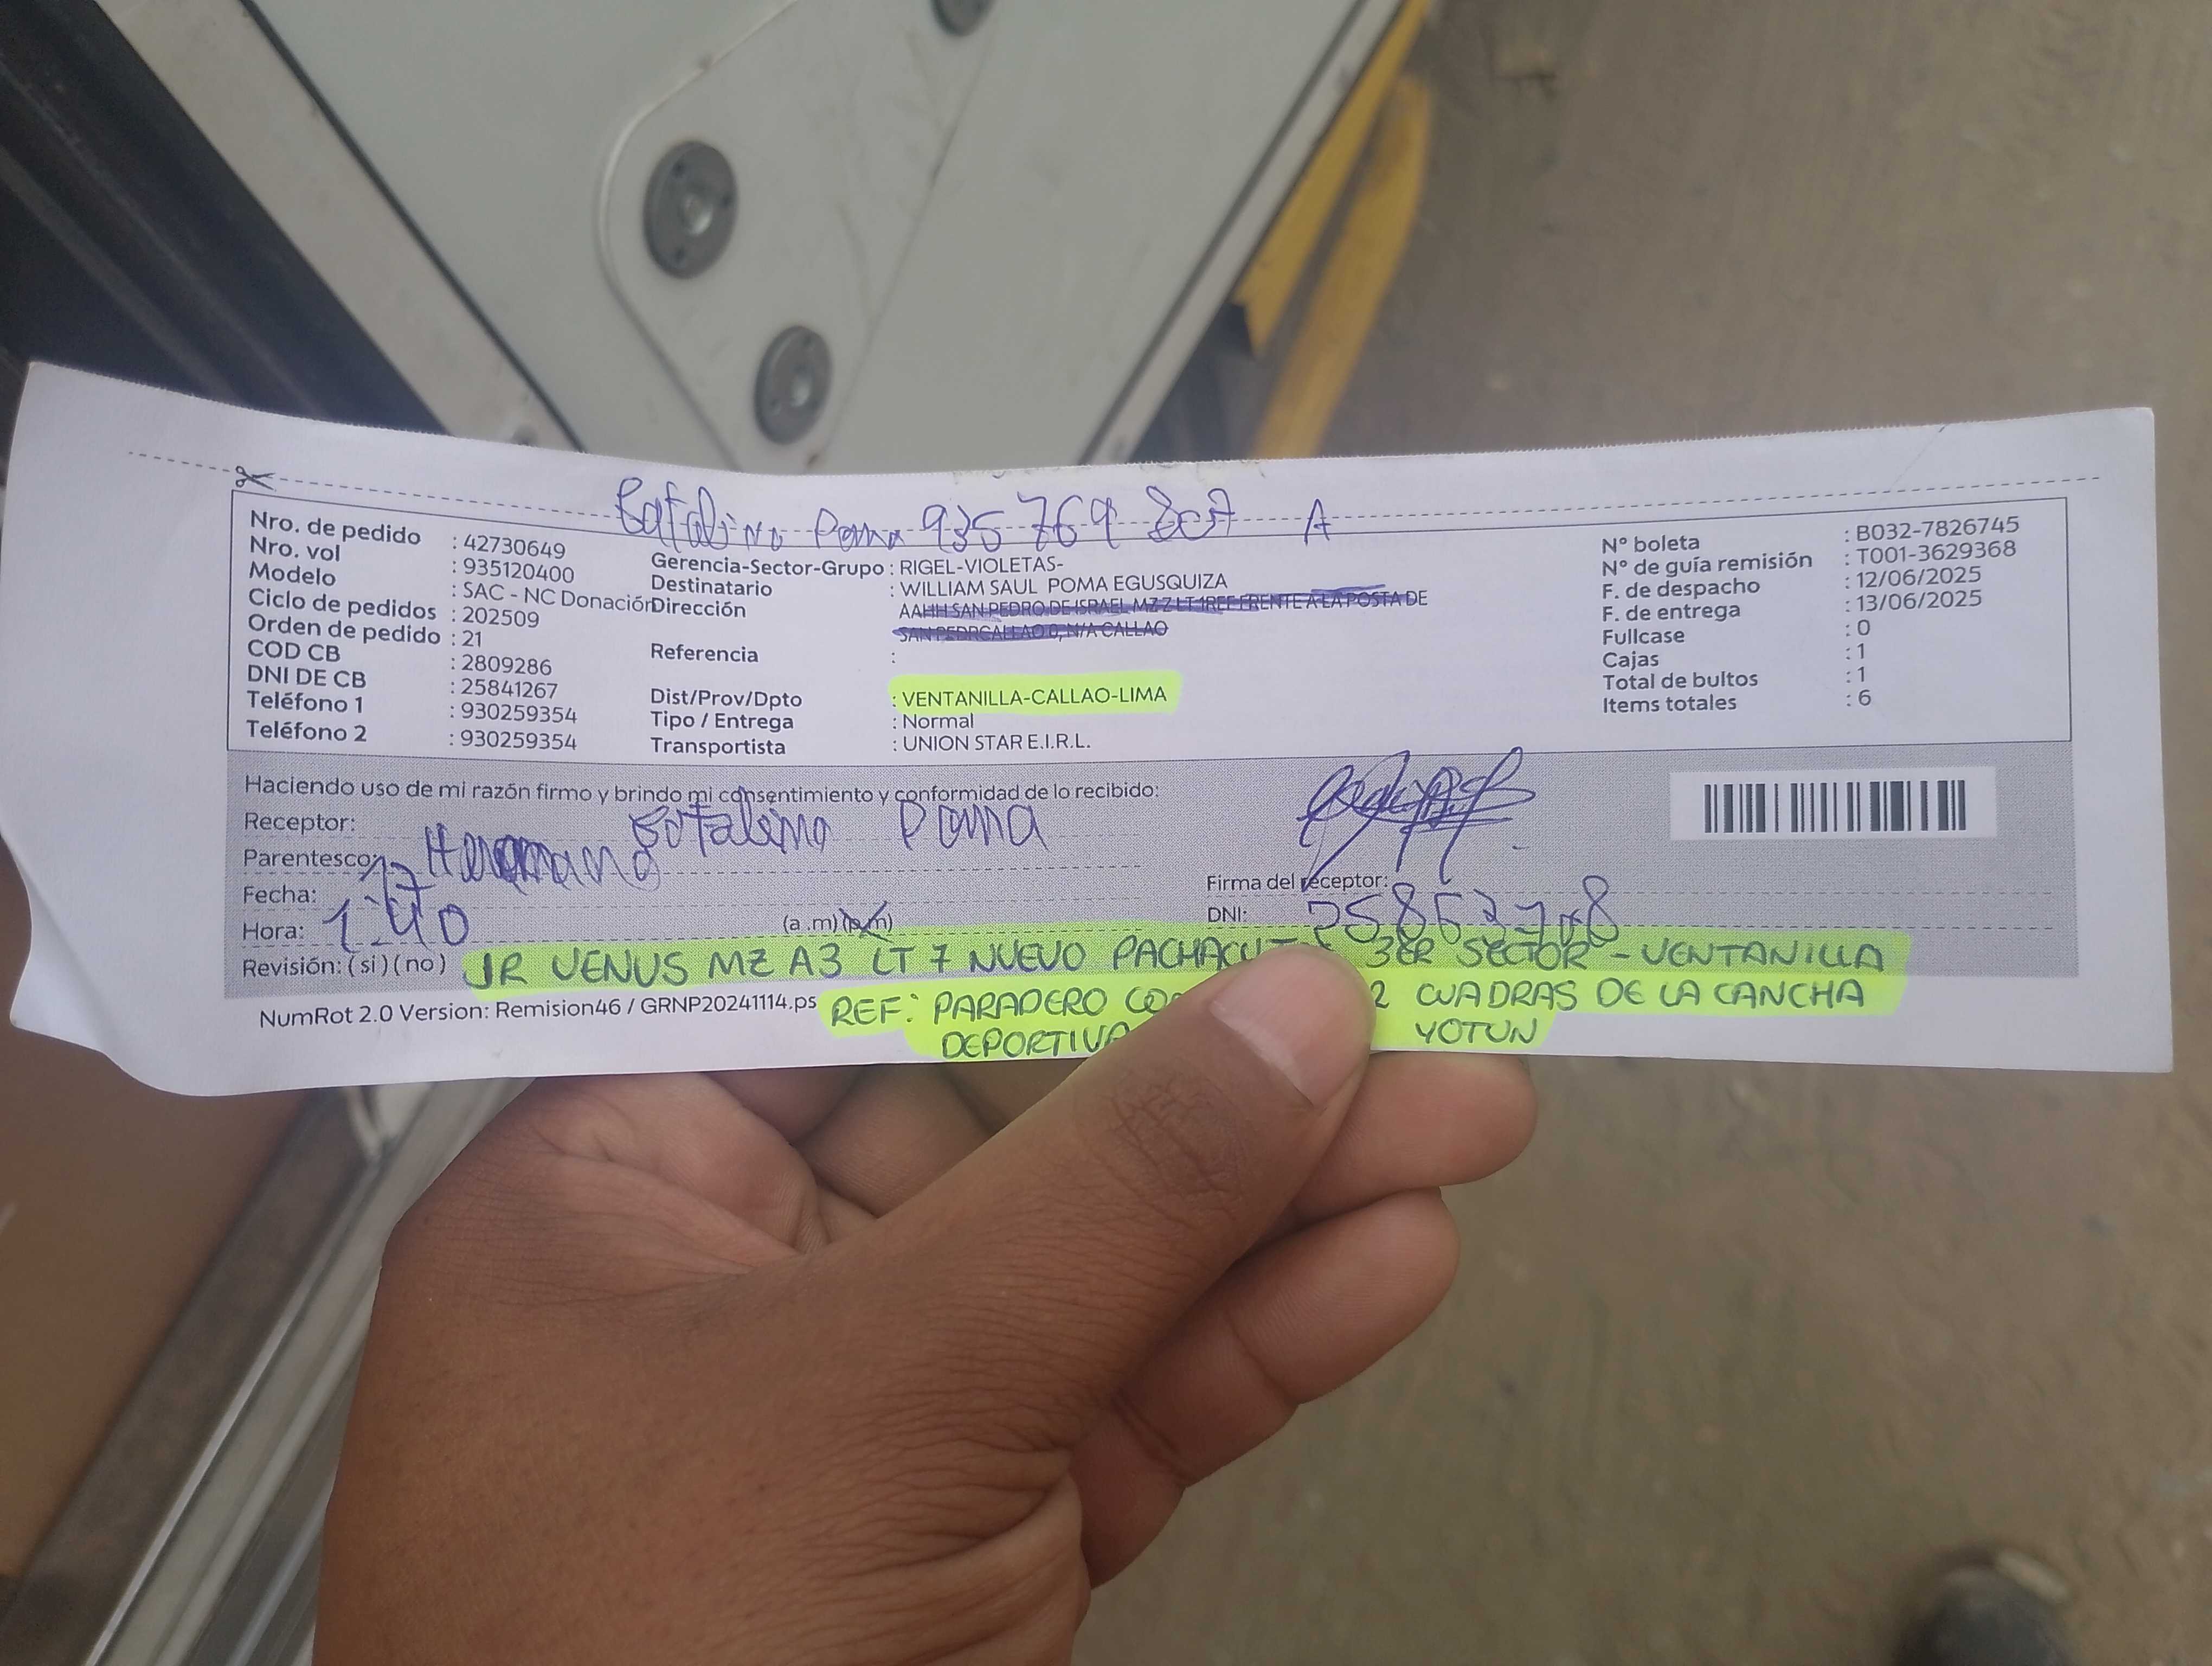 Catalino Poma 935 769 A
Nro. de pedido : 42730649
Nro. vol : 935120400
Modelo : SAC - NC Donación
Ciclo de pedidos : 202509
Orden de pedido : 21
COD CB : 2809286
DNI DE CB : 25841267
Teléfono 1 : 930259354
Teléfono 2 : 930259354
Gerencia-Sector-Grupo : RIGEL-VIOLETAS-
Destinatario : WILLIAM SAUL POMA EGUSQUIZA
Dirección : AAHH SAN PEDRO DE ISRAEL MZ Z LT 1REF FRENTE A LA POSTA DE
SAN PEDRCALLAO 0, N/A CALLAO
Referencia :
Dist/Prov/Dpto : VENTANILLA-CALLAO-LIMA
Tipo / Entrega : Normal
Transportista : UNION STAR E.I.R.L.
N° boleta : B032-7826745
N° de guía remisión : T001-3629368
F. de despacho : 12/06/2025
F. de entrega : 13/06/2025
Fullcase : 0
Cajas : 1
Total de bultos : 1
Items totales : 6
Haciendo uso de mi razón firmo y brindo mi consentimiento y conformidad de lo recibido:
Receptor: Catalino Poma
Parentesco: Hermano
Fecha:
Hora: 1:40 (a.m) (p.m)
Firma del receptor:
DNI:
Revisión: (si) (no) JR VENUS MZ A3 LT 7 NUEVO 3ER SECTOR - VENTANILLA
NumRot 2.0 Version: Remision46 / GRNP20241114.ps
REF: PARADERO 2 CUADRAS DE LA CANCHA
DEPORTIVA YOTUN